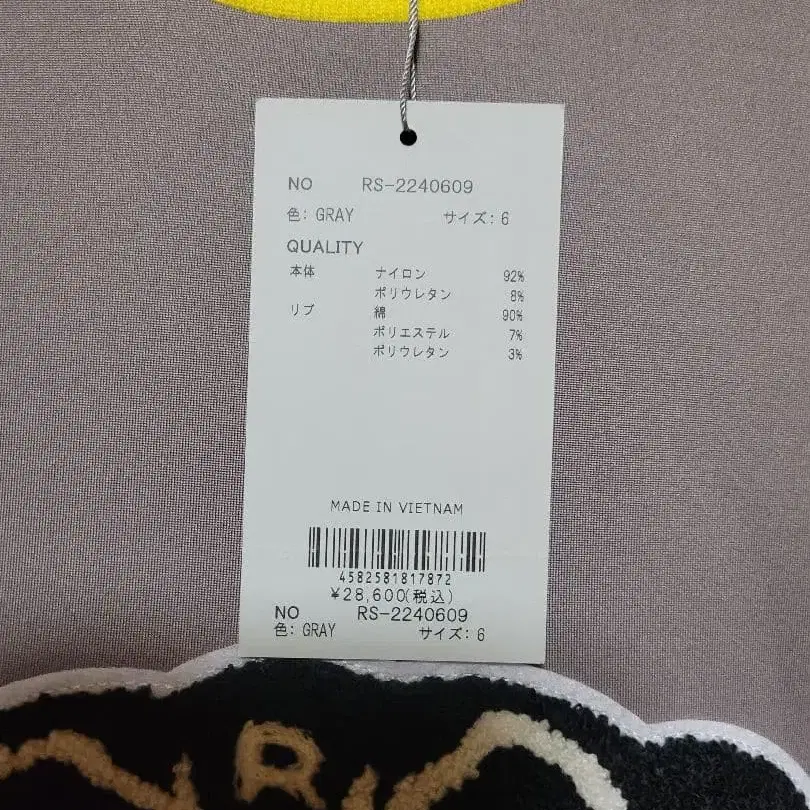 NO RS-2240609
色: GRAY サイズ: 6
QUALITY
本体 ナイロン 92%
ポリウレタン 8%
リブ 綿 90%
ポリエステル 7%
ポリウレタン 3%
MADE IN VIETNAM
4582581817872
¥28,600(税込)
NO RS-2240609
色: GRAY サイズ: 6